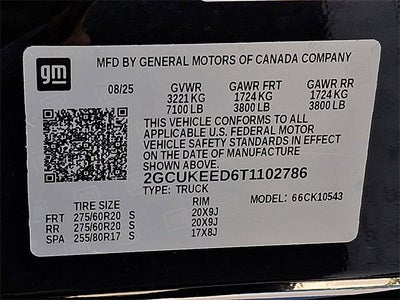 gm
MFD BY GENERAL MOTORS OF CANADA COMPANY
08/25 GVWR GAWR FRT GAWR RR
3221 KG 1724 KG 1724 KG
7100 LB 3800 LB 3800 LB
THIS VEHICLE CONFORMS TO ALL
APPLICABLE U.S. FEDERAL MOTOR
VEHICLE SAFETY STANDARDS IN EFFECT
ON THE DATE OF MANUFACTURE
SHOWN ABOVE.
2GCUKEED6T1102786
TYPE: TRUCK MODEL: 66CK10543
TIRE SIZE RIM
FRT 275/60R20 S 20X9J
RR 275/60R20 S 20X9J
SPA 255/80R17 S 17X8J